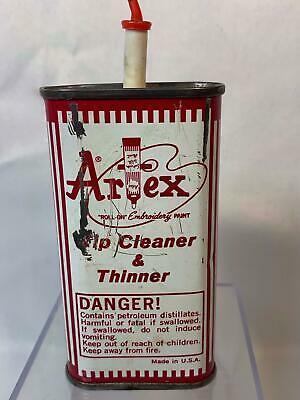 Artex®
"ROLL-ON" Embroidery PAINT
Tip Cleaner
&
Thinner
DANGER!
Contains petroleum distillates.
Harmful or fatal if swallowed.
If swallowed, do not induce
vomiting.
Keep out of reach of children.
Keep away from fire.
Made in U.S.A.